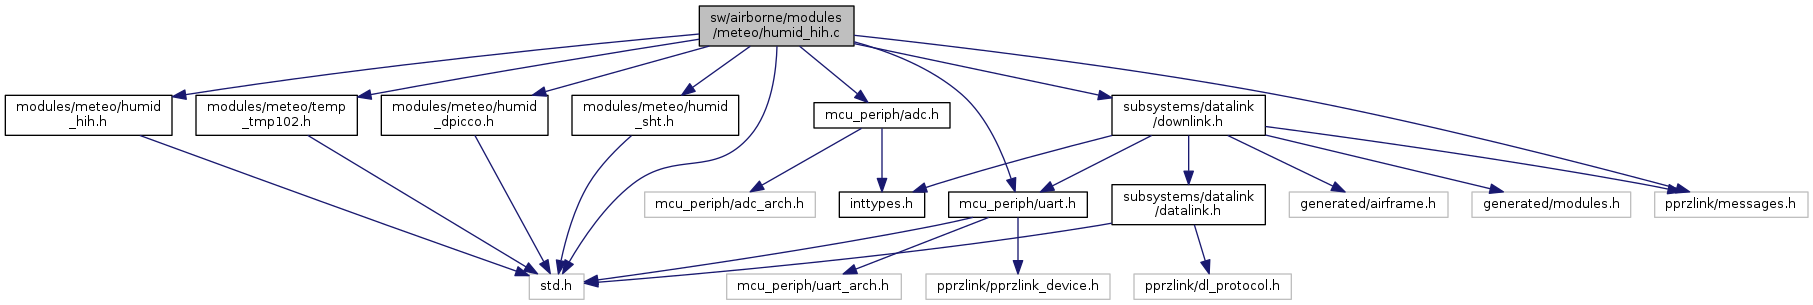 sw/airborne/modules
/meteo/humid_hih.c
modules/meteo/humid
_hih.h
modules/meteo/temp
_tmp102.h
modules/meteo/humid
_dpicco.h
modules/meteo/humid
_sht.h
mcu_periph/adc.h
subsystems/datalink
/downlink.h
mcu_periph/adc_arch.h
inttypes.h
mcu_periph/uart.h
subsystems/datalink
/datalink.h
generated/airframe.h
generated/modules.h
pprzlink/messages.h
std.h
mcu_periph/uart_arch.h
pprzlink/pprzlink_device.h
pprzlink/dl_protocol.h